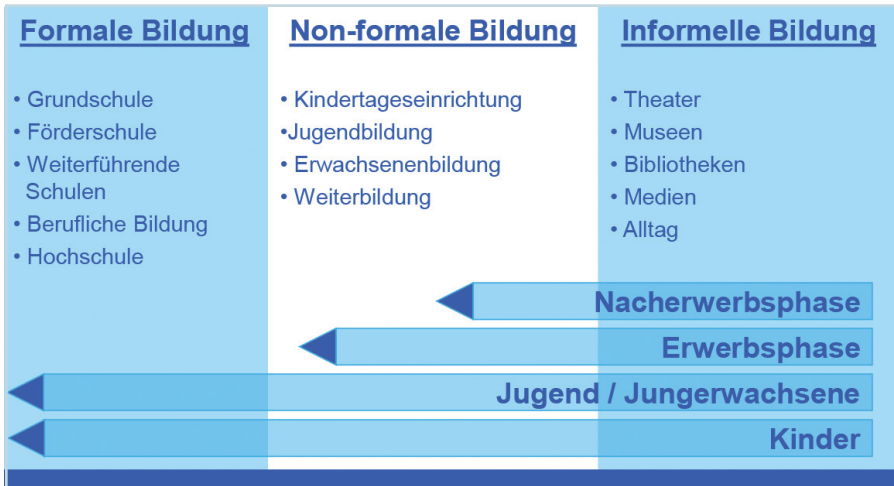 Formale Bildung
• Grundschule
• Förderschule
• Weiterführende
Schulen
• Berufliche Bildung
• Hochschule
Non-formale Bildung
• Kindertageseinrichtung
•Jugendbildung
• Erwachsenenbildung
• Weiterbildung
Informelle Bildung
• Theater
• Museen
• Bibliotheken
• Medien
• Alltag
Nacherwerbsphase
Erwerbsphase
Jugend / Jungerwachsene
Kinder